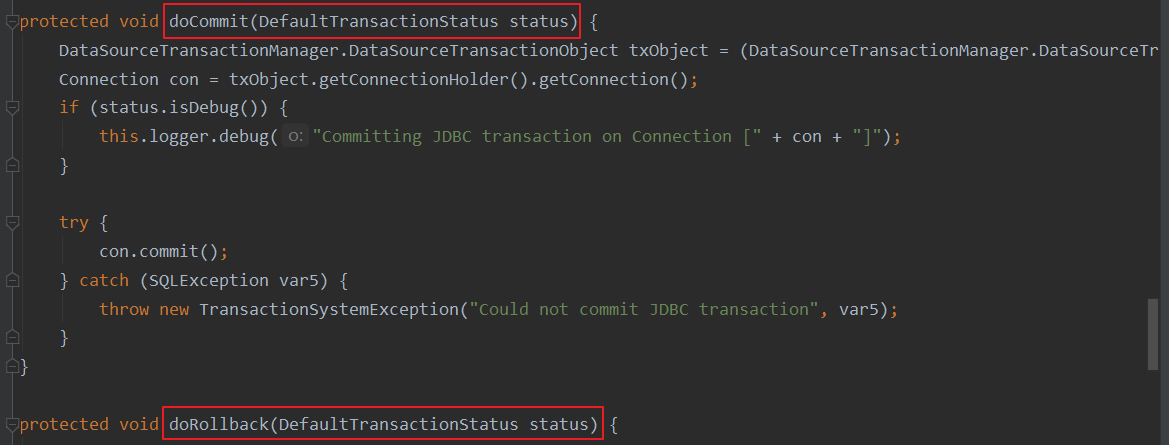 protected void doCommit(DefaultTransactionStatus status) {
DataSourceTransactionManager.DataSourceTransactionObject txObject = (DataSourceTransactionManager.DataSourceTr
Connection con = txObject.getConnectionHolder().getConnection();
if (status.isDebug()) {
this.logger.debug( o: "Committing JDBC transaction on Connection [" + con + "]");
}
try {
con.commit();
} catch (SQLException var5) {
throw new TransactionSystemException("Could not commit JDBC transaction", var5);
}
}
protected void doRollback(DefaultTransactionStatus status) {